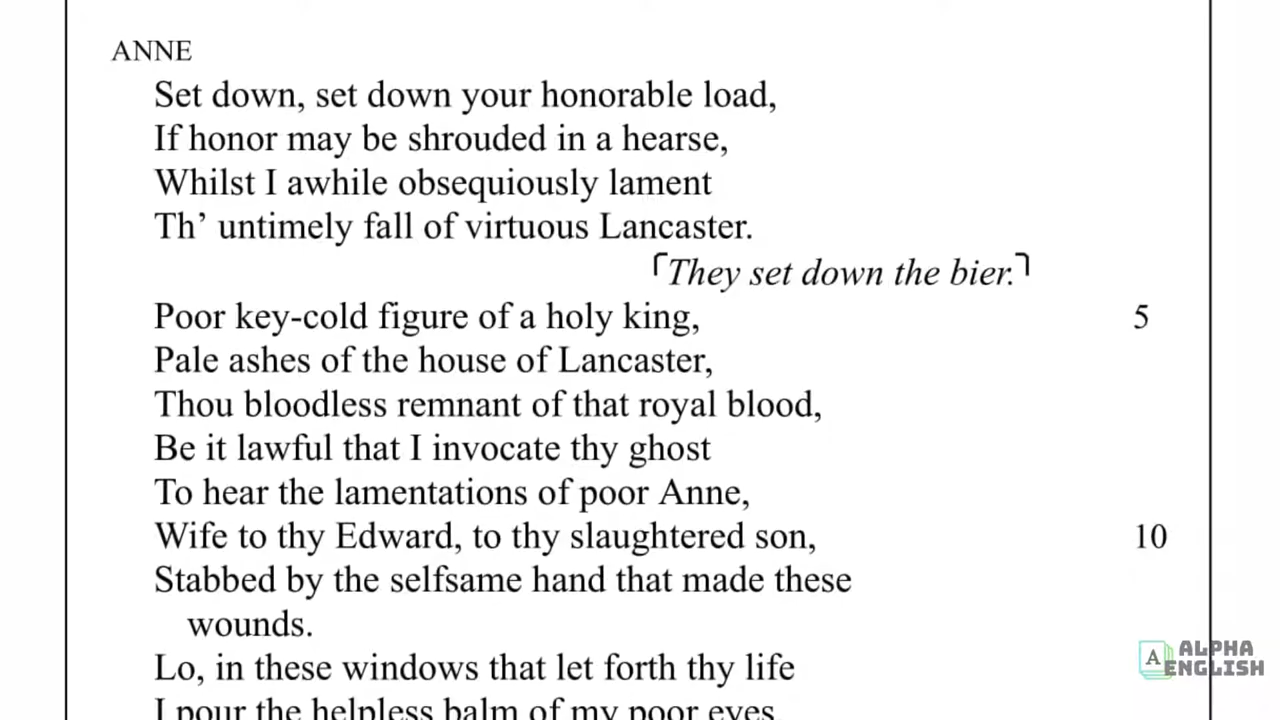 ANNE
Set down, set down your honorable load,
If honor may be shrouded in a hearse,
Whilst I awhile obsequiously lament
Th’ untimely fall of virtuous Lancaster.
⌜They set down the bier.⌝
Poor key-cold figure of a holy king, 5
Pale ashes of the house of Lancaster,
Thou bloodless remnant of that royal blood,
Be it lawful that I invocate thy ghost
To hear the lamentations of poor Anne,
Wife to thy Edward, to thy slaughtered son, 10
Stabbed by the selfsame hand that made these
wounds.
Lo, in these windows that let forth thy life
I pour the helpless balm of my poor eyes.
A ALPHA
ENGLISH